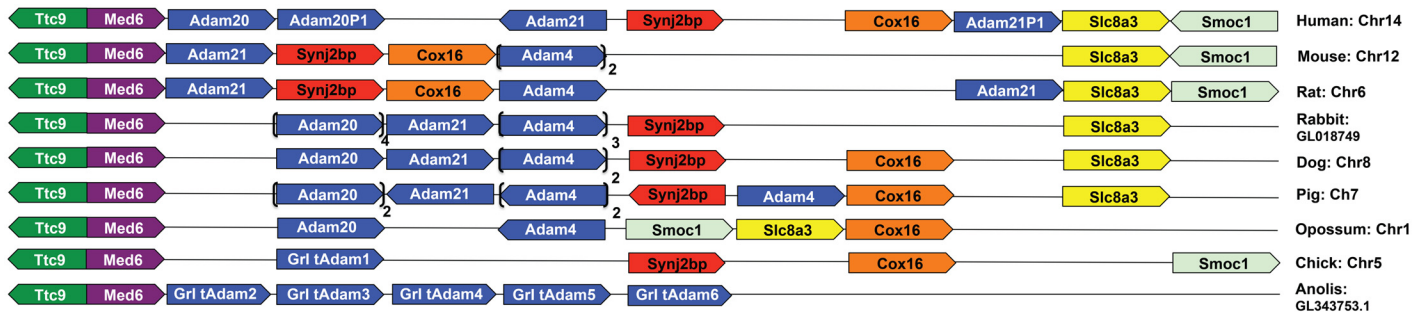 Ttc9 Med6 Adam20 Adam20P1 Adam21 Synj2bp Cox16 Adam21P1 Slc8a3 Smoc1 Human: Chr14
Ttc9 Med6 Adam21 Synj2bp Cox16 Adam4 2 Slc8a3 Smoc1 Mouse: Chr12
Ttc9 Med6 Adam21 Synj2bp Cox16 Adam4 Adam21 Slc8a3 Smoc1 Rat: Chr6
Ttc9 Med6 Adam20 4 Adam21 Adam4 3 Synj2bp Slc8a3 Rabbit:
GL018749
Ttc9 Med6 Adam20 Adam21 Adam4 2 Synj2bp Cox16 Slc8a3 Dog: Chr8
Ttc9 Med6 Adam20 2 Adam21 Adam4 2 Synj2bp Adam4 Cox16 Slc8a3 Pig: Ch7
Ttc9 Med6 Adam20 Adam4 Smoc1 Slc8a3 Cox16 Opossum: Chr1
Ttc9 Med6 Grl tAdam1 Synj2bp Cox16 Smoc1 Chick: Chr5
Ttc9 Med6 Grl tAdam2 Grl tAdam3 Grl tAdam4 Grl tAdam5 Grl tAdam6 Anolis:
GL343753.1